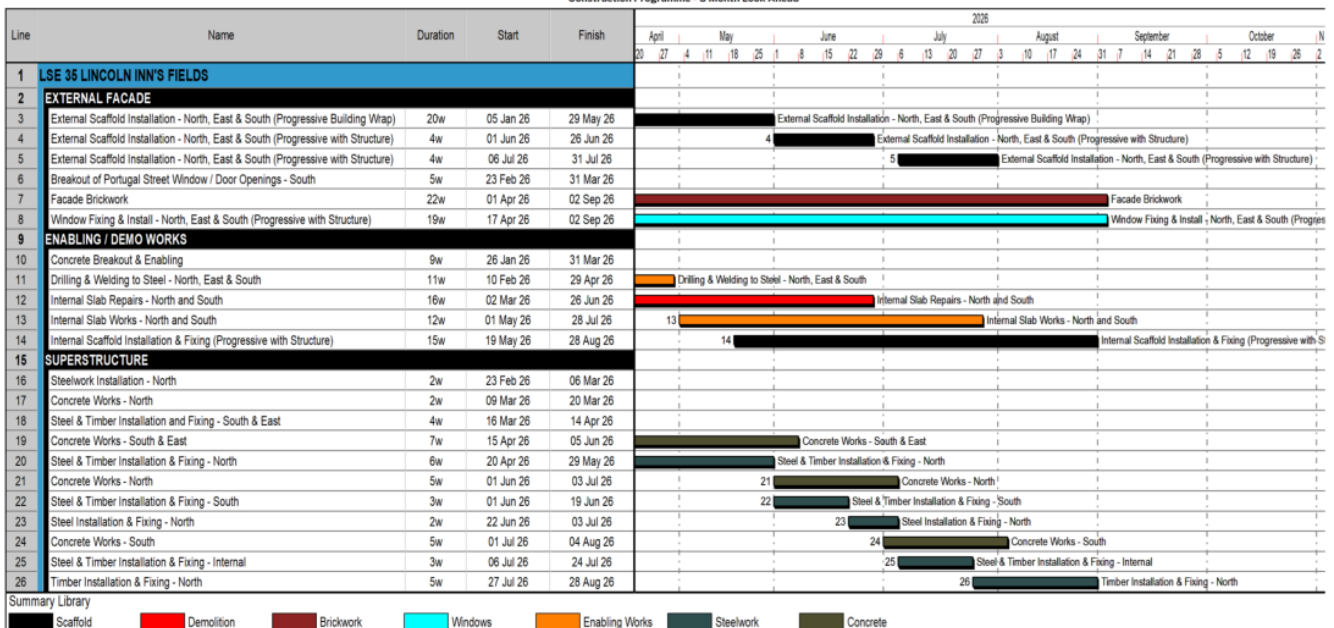 Construction Programme - 3 Month Look Ahead
Line Name Duration Start Finish 2026
April May June July August September October N
20 27 4 11 18 25 1 8 15 22 29 6 13 20 27 3 10 17 24 31 7 14 21 28 5 12 19 26 2
1 LSE 35 LINCOLN INN'S FIELDS
2 EXTERNAL FACADE
3 External Scaffold Installation - North, East & South (Progressive Building Wrap) 20w 05 Jan 26 29 May 26 External Scaffold Installation - North, East & South (Progressive Building Wrap)
4 External Scaffold Installation - North, East & South (Progressive with Structure) 4w 01 Jun 26 26 Jun 26 4 External Scaffold Installation - North, East & South (Progressive with Structure)
5 External Scaffold Installation - North, East & South (Progressive with Structure) 4w 06 Jul 26 31 Jul 26 5 External Scaffold Installation - North, East & South (Progressive with Structure)
6 Breakout of Portugal Street Window / Door Openings - South 5w 23 Feb 26 31 Mar 26
7 Facade Brickwork 22w 01 Apr 26 02 Sep 26 Facade Brickwork
8 Window Fixing & Install - North, East & South (Progressive with Structure) 19w 17 Apr 26 02 Sep 26 Window Fixing & Install - North, East & South (Progres
9 ENABLING / DEMO WORKS
10 Concrete Breakout & Enabling 9w 26 Jan 26 31 Mar 26
11 Drilling & Welding to Steel - North, East & South 11w 10 Feb 26 29 Apr 26 Drilling & Welding to Steel - North, East & South
12 Internal Slab Repairs - North and South 16w 02 Mar 26 26 Jun 26 Internal Slab Repairs - North and South
13 Internal Slab Works - North and South 12w 01 May 26 28 Jul 26 13 Internal Slab Works - North and South
14 Internal Scaffold Installation & Fixing (Progressive with Structure) 15w 19 May 26 28 Aug 26 14 Internal Scaffold Installation & Fixing (Progressive with St
15 SUPERSTRUCTURE
16 Steelwork Installation - North 2w 23 Feb 26 06 Mar 26
17 Concrete Works - North 2w 09 Mar 26 20 Mar 26
18 Steel & Timber Installation and Fixing - South & East 4w 16 Mar 26 14 Apr 26
19 Concrete Works - South & East 7w 15 Apr 26 05 Jun 26 Concrete Works - South & East
20 Steel & Timber Installation & Fixing - North 6w 20 Apr 26 29 May 26 Steel & Timber Installation & Fixing - North
21 Concrete Works - North 5w 01 Jun 26 03 Jul 26 21 Concrete Works - North
22 Steel & Timber Installation & Fixing - South 3w 01 Jun 26 19 Jun 26 22 Steel & Timber Installation & Fixing - South
23 Steel Installation & Fixing - North 2w 22 Jun 26 03 Jul 26 23 Steel Installation & Fixing - North
24 Concrete Works - South 5w 01 Jul 26 04 Aug 26 24 Concrete Works - South
25 Steel & Timber Installation & Fixing - Internal 3w 06 Jul 26 24 Jul 26 25 Steel & Timber Installation & Fixing - Internal
26 Timber Installation & Fixing - North 5w 27 Jul 26 28 Aug 26 26 Timber Installation & Fixing - North
Summary Library
Scaffold Demolition Brickwork Windows Enabling Works Steelwork Concrete